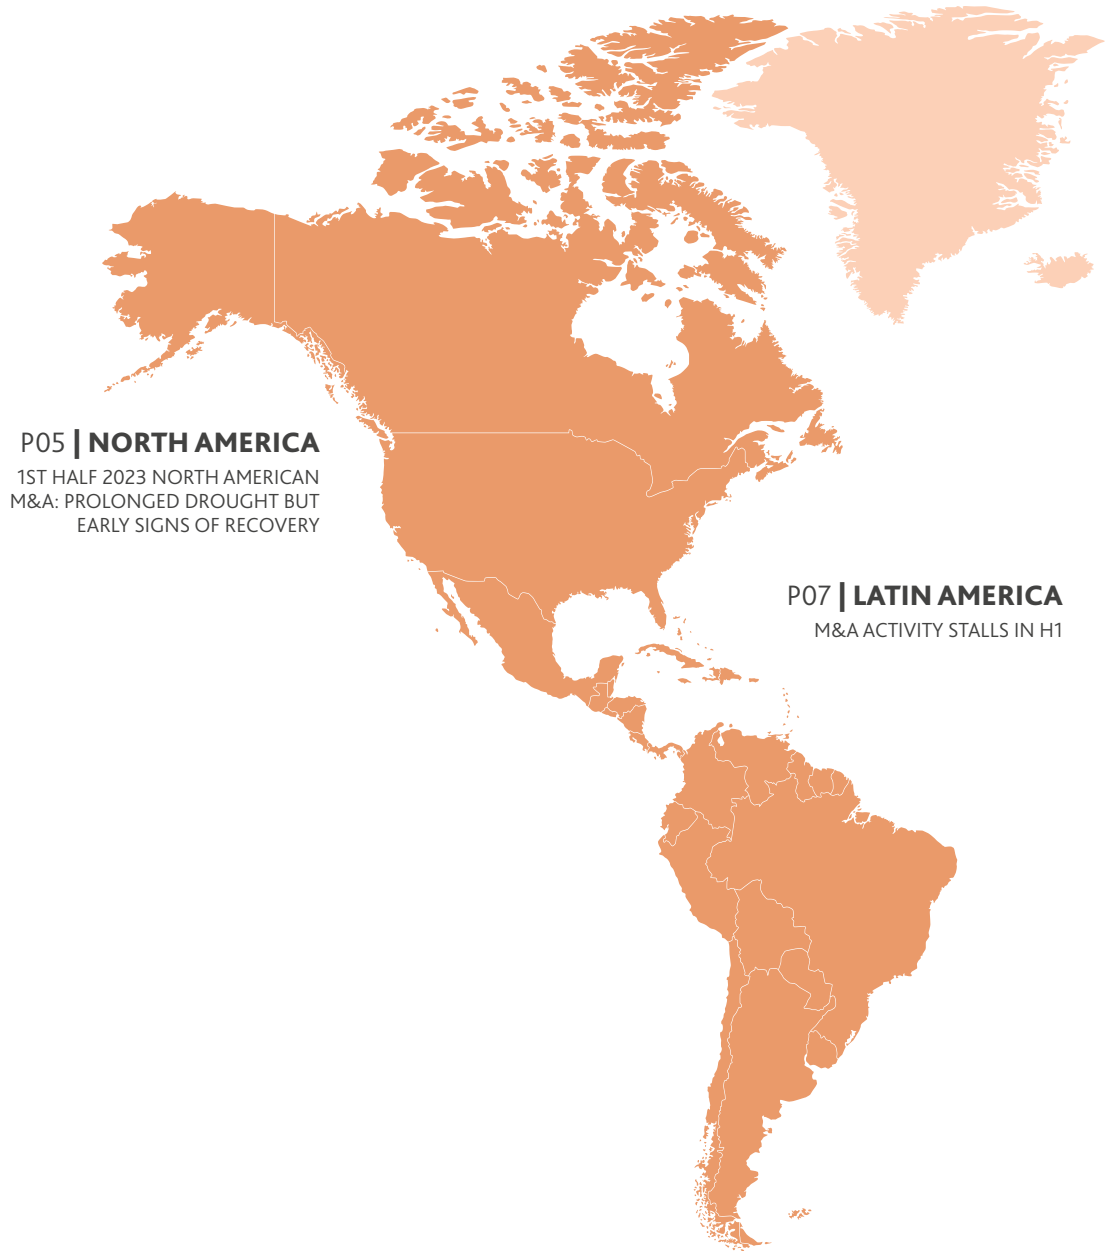 P05 | NORTH AMERICA
1ST HALF 2023 NORTH AMERICAN
M&A: PROLONGED DROUGHT BUT
EARLY SIGNS OF RECOVERY
P07 | LATIN AMERICA
M&A ACTIVITY STALLS IN H1